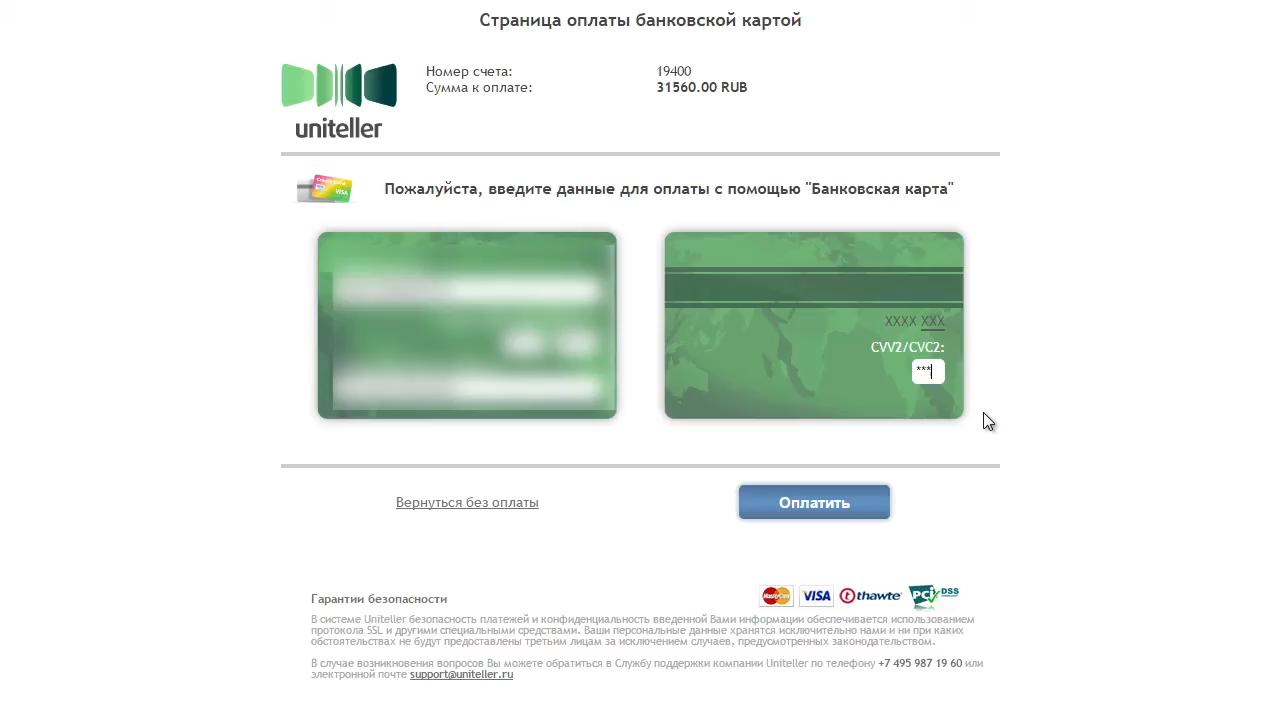 Страница оплаты банковской картой
Номер счета: 19400
Сумма к оплате: 31560.00 RUB
uniteller
VISA
Пожалуйста, введите данные для оплаты с помощью "Банковская карта"
XXXX XXX
CVV2/CVC2:
***
Вернуться без оплаты
Оплатить
MasterCard VISA thawte PCI DSS
Гарантии безопасности
В системе Uniteller безопасность платежей и конфиденциальность введенной Вами информации обеспечивается использованием
протокола SSL и другими специальными средствами. Ваши персональные данные хранятся исключительно нами и ни при каких
обстоятельствах не будут предоставлены третьим лицам за исключением случаев, предусмотренных законодательством.
В случае возникновения вопросов Вы можете обратиться в Службу поддержки компании Uniteller по телефону +7 495 987 19 60 или
электронной почте support@uniteller.ru